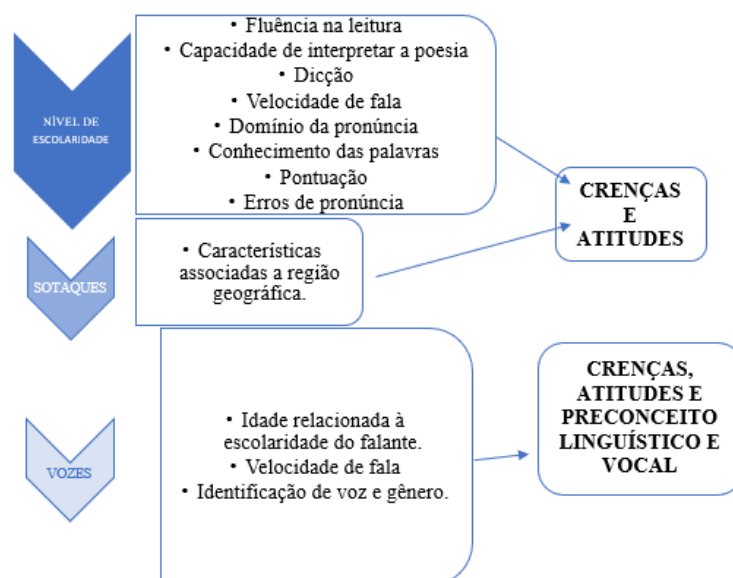 NÍVEL DE
ESCOLARIDADE
• Fluência na leitura
• Capacidade de interpretar a poesia
• Dicção
• Velocidade de fala
• Domínio da pronúncia
• Conhecimento das palavras
• Pontuação
• Erros de pronúncia
CRENÇAS
E
ATITUDES
SOTAQUES
• Características
associadas a região
geográfica.
VOZES
• Idade relacionada à
escolaridade do falante.
• Velocidade de fala
• Identificação de voz e gênero.
CRENÇAS,
ATITUDES E
PRECONCEITO
LINGUÍSTICO E
VOCAL